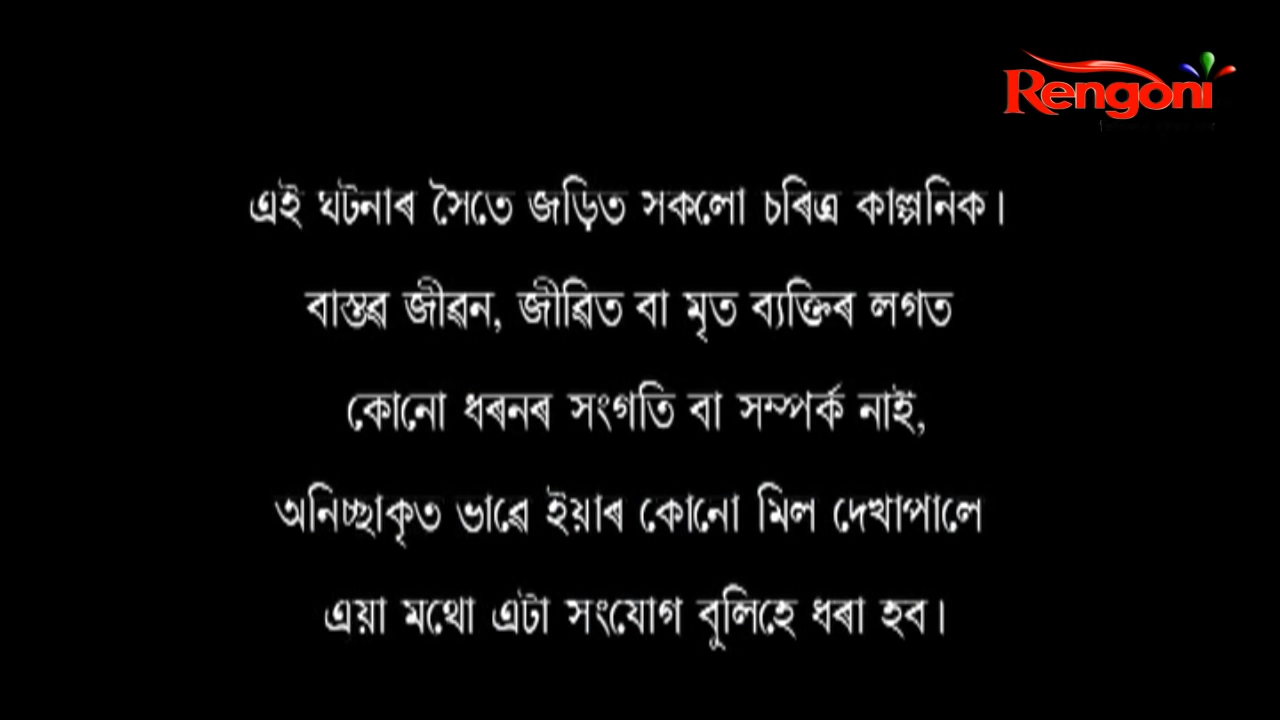 Rengoni
এই ঘটনাৰ সৈতে জড়িত সকলো চৰিত্ৰ কাল্পনিক।
বাস্তৱ জীৱন, জীৱিত বা মৃত ব্যক্তিৰ লগত
কোনো ধৰনৰ সংগতি বা সম্পৰ্ক নাই,
অনিচ্ছাকৃত ভাৱে ইয়াৰ কোনো মিল দেখাপালে
এয়া মথো এটা সংযোগ বুলিহে ধৰা হব।